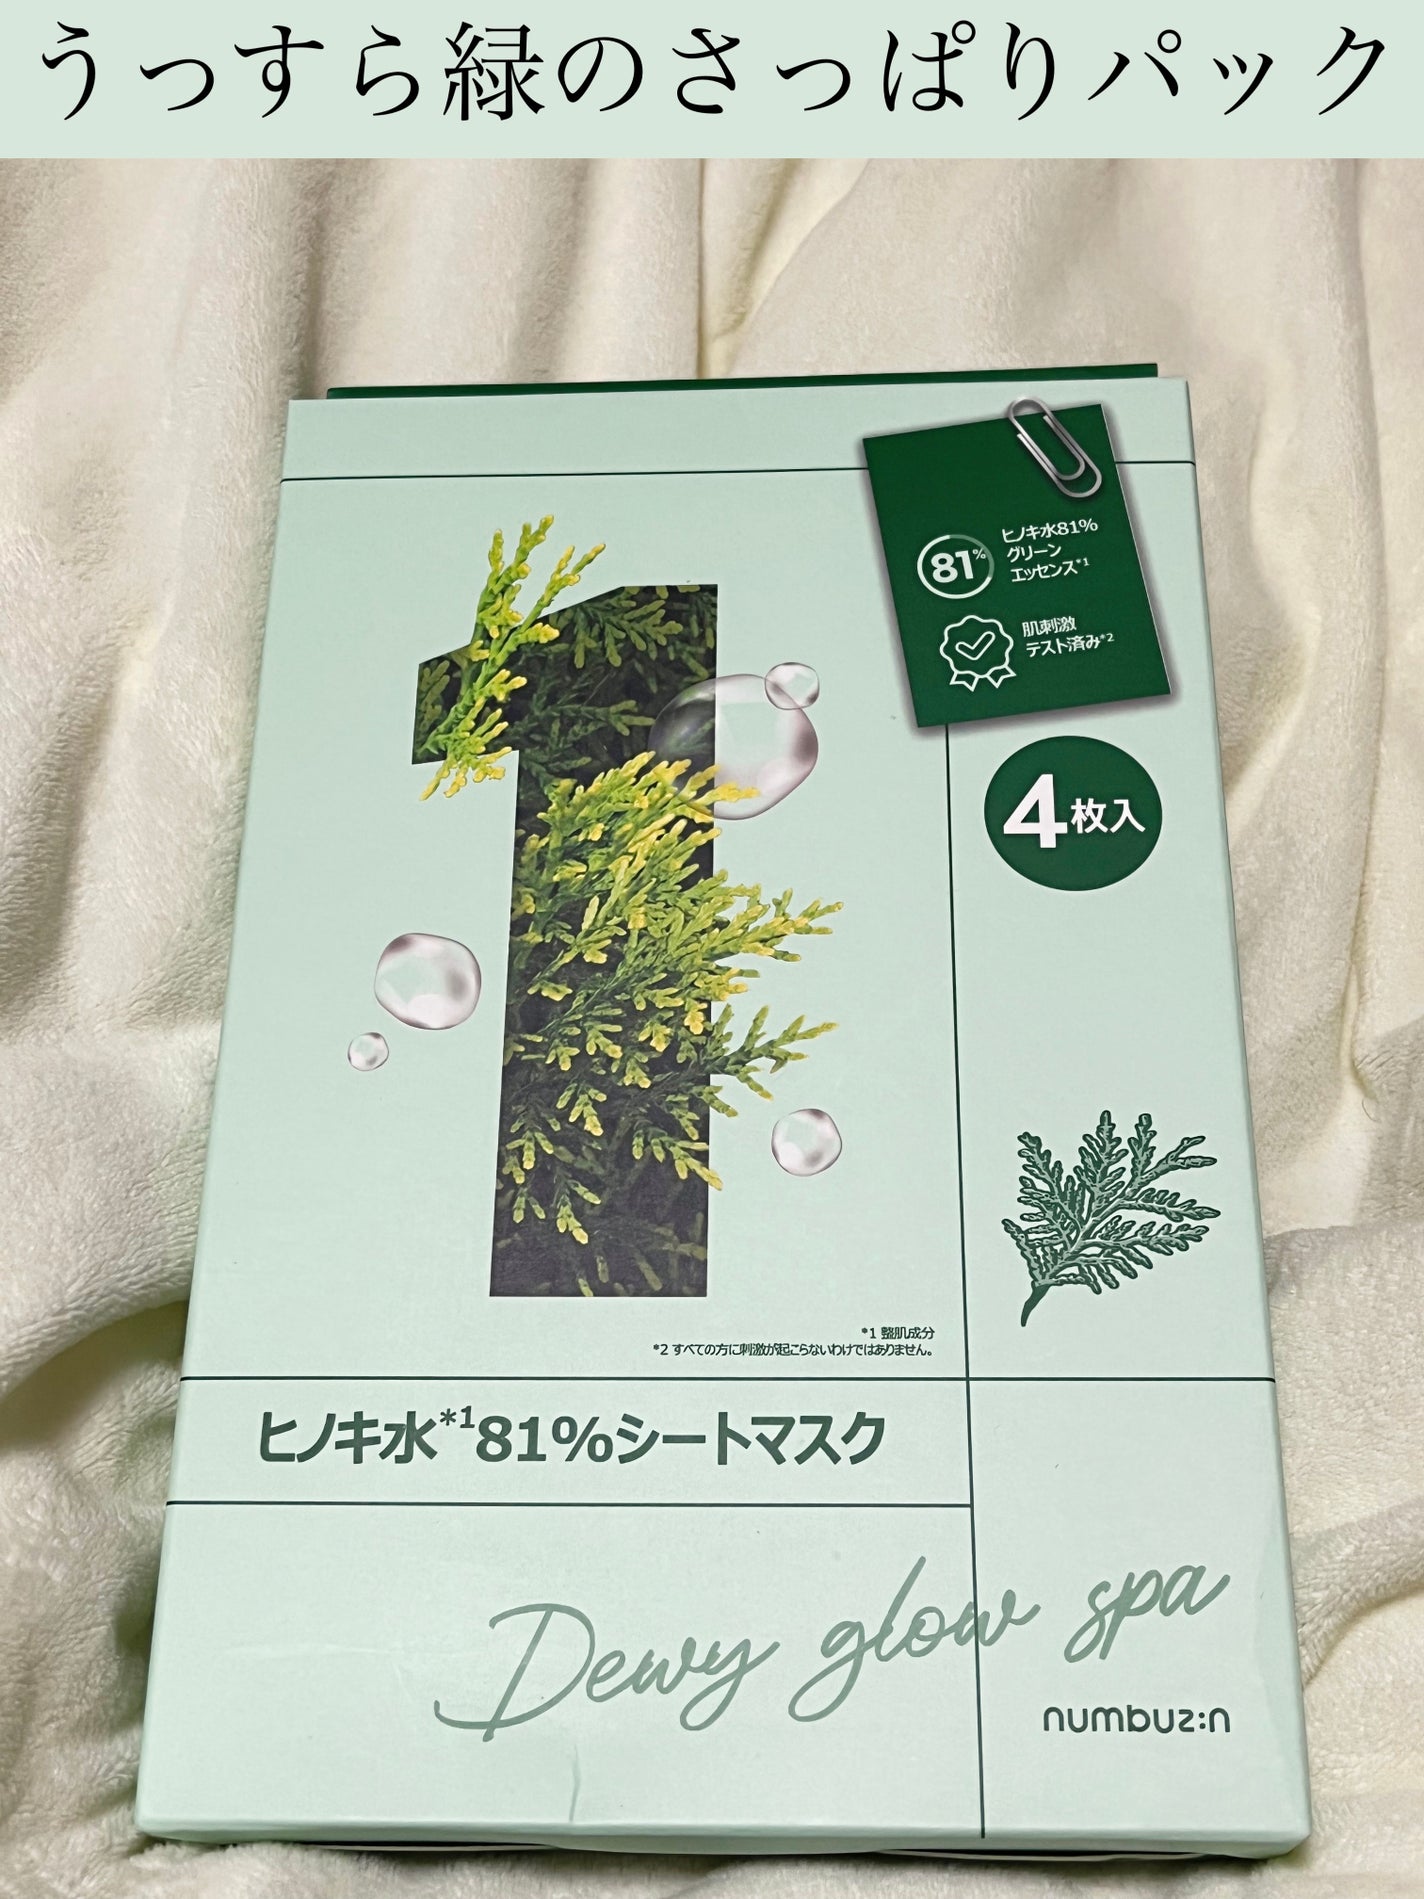 うっすら緑のさっぱりパック
81%
ヒノキ水81%
グリーン
エッセンス*1
肌刺激
テスト済み*2
4枚入
*1 整肌成分
*2 すべての方に刺激が起こらないわけではありません。
ヒノキ水*1 81%シートマスク
Dewy glow spa
numbuz:n